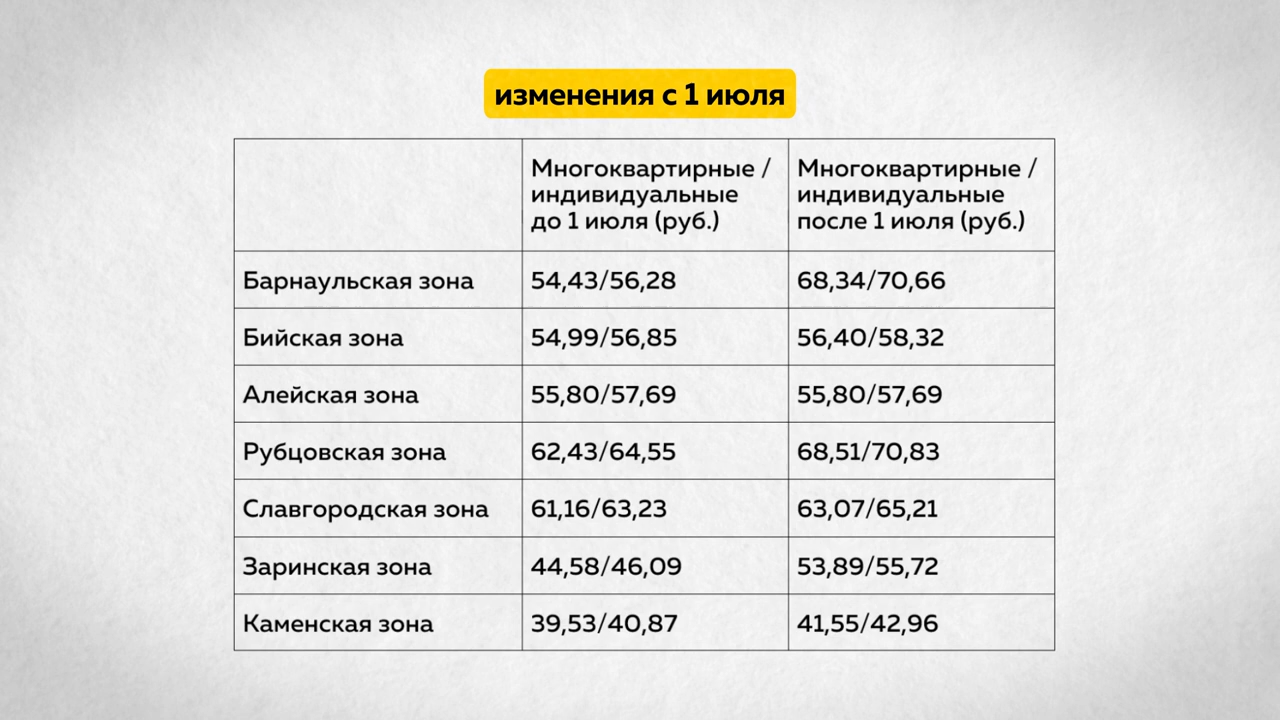 изменения с 1 июля
Многоквартирные /
индивидуальные
до 1 июля (руб.)
Многоквартирные /
индивидуальные
после 1 июля (руб.)
Барнаульская зона 54,43/56,28 68,34/70,66
Бийская зона 54,99/56,85 56,40/58,32
Алейская зона 55,80/57,69 55,80/57,69
Рубцовская зона 62,43/64,55 68,51/70,83
Славгородская зона 61,16/63,23 63,07/65,21
Заринская зона 44,58/46,09 53,89/55,72
Каменская зона 39,53/40,87 41,55/42,96